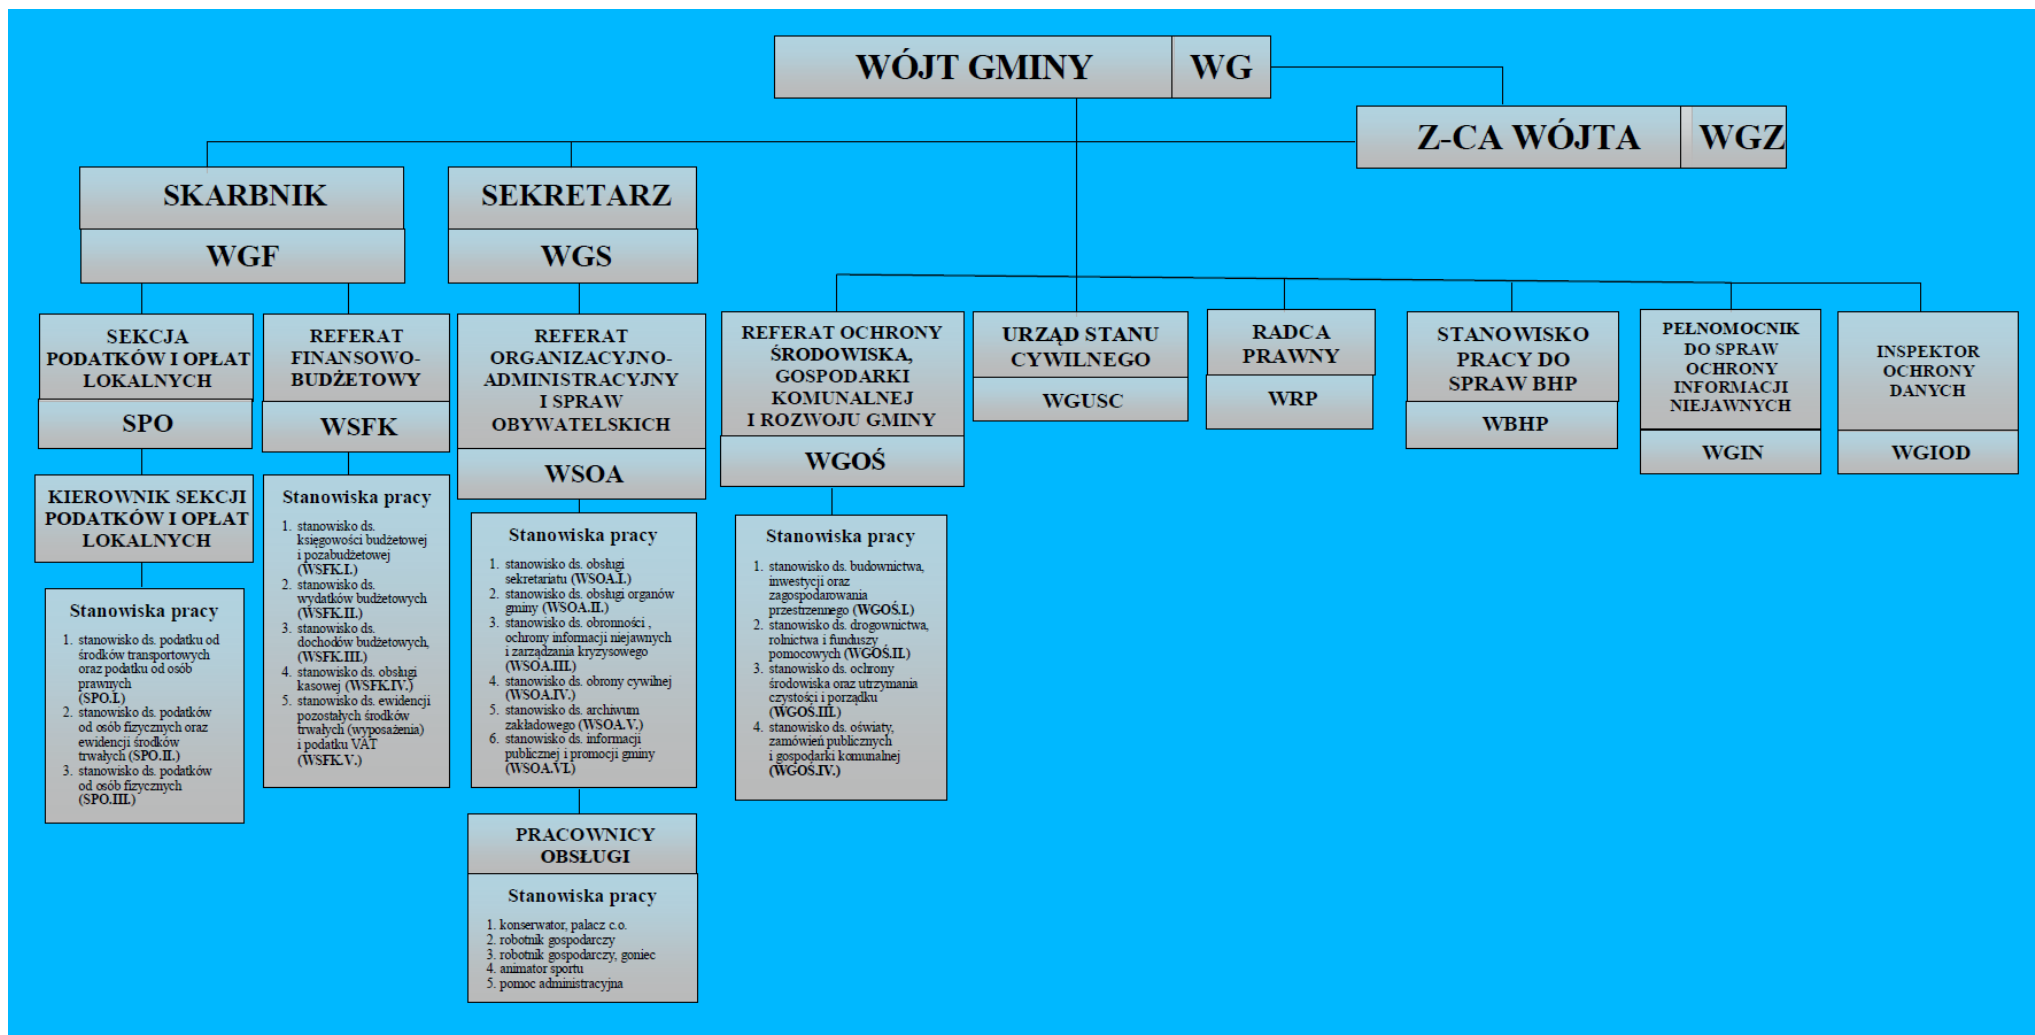 WÓJT GMINY
WG
Z-CA WÓJTA
WGZ
SKARBNIK
WGF
SEKRETARZ
WGS
SEKCJA
PODATKÓW I OPŁAT
LOKALNYCH
SPO
KIEROWNIK SEKCJI
PODATKÓW I OPŁAT
LOKALNYCH
Stanowiska pracy
1. stanowisko ds. podatku od
środków transportowych
oraz podatku od osób
prawnych
(SPO.I.)
2. stanowisko ds. podatków
od osób fizycznych oraz
ewidencji środków
trwałych (SPO.II.)
3. stanowisko ds. podatków
od osób fizycznych
(SPO.III.)
REFERAT
FINANSOWO-
BUDŻETOWY
WSFK
Stanowiska pracy
1. stanowisko ds.
księgowości budżetowej
i pozabudżetowej
(WSFK.I.)
2. stanowisko ds.
wydatków budżetowych
(WSFK.II.)
3. stanowisko ds.
dochodów budżetowych,
(WSFK.III.)
4. stanowisko ds. obsługi
kasowej (WSFK.IV.)
5. stanowisko ds. ewidencji
pozostałych środków
trwałych (wyposażenia)
i podatku VAT
(WSFK.V.)
REFERAT
ORGANIZACYJNO-
ADMINISTRACYJNY
I SPRAW
OBYWATELSKICH
WSOA
Stanowiska pracy
1. stanowisko ds. obsługi
sekretariatu (WSOA.I.)
2. stanowisko ds. obsługi organów
gminy (WSOA.II.)
3. stanowisko ds. obronności ,
ochrony informacji niejawnych
i zarządzania kryzysowego
(WSOA.III.)
4. stanowisko ds. obrony cywilnej
(WSOA.IV.)
5. stanowisko ds. archiwum
zakładowego (WSOA.V.)
6. stanowisko ds. informacji
publicznej i promocji gminy
(WSOA.VI.)
PRACOWNICY
OBSŁUGI
Stanowiska pracy
1. konserwator, palacz c.o.
2. robotnik gospodarczy
3. robotnik gospodarczy, goniec
4. animator sportu
5. pomoc administracyjna
REFERAT OCHRONY
ŚRODOWISKA,
GOSPODARKI
KOMUNALNEJ
I ROZWOJU GMINY
WGOŚ
Stanowiska pracy
1. stanowisko ds. budownictwa,
inwestycji oraz
zagospodarowania
przestrzennego (WGOŚ.I.)
2. stanowisko ds. drogownictwa,
rolnictwa i funduszy
pomocowych (WGOŚ.II.)
3. stanowisko ds. ochrony
środowiska oraz utrzymania
czystości i porządku
(WGOŚ.III.)
4. stanowisko ds. oświaty,
zamówień publicznych
i gospodarki komunalnej
(WGOŚ.IV.)
URZĄD STANU
CYWILNEGO
WGUSC
RADCA
PRAWNY
WRP
STANOWISKO
PRACY DO
SPRAW BHP
WBHP
PEŁNOMOCNIK
DO SPRAW
OCHRONY
INFORMACJI
NIEJAWNYCH
WGIN
INSPEKTOR
OCHRONY
DANYCH
WGIOD